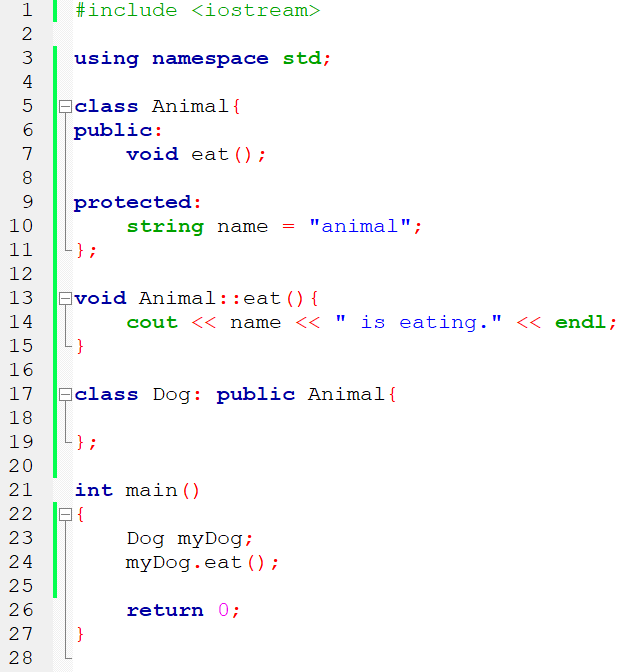 1 #include <iostream>
2
3 using namespace std;
4
5 class Animal{
6 public:
7     void eat();
8
9 protected:
10     string name = "animal";
11 };
12
13 void Animal::eat(){
14     cout << name << " is eating." << endl;
15 }
16
17 class Dog: public Animal{
18
19 };
20
21 int main()
22 {
23     Dog myDog;
24     myDog.eat();
25
26     return 0;
27 }
28